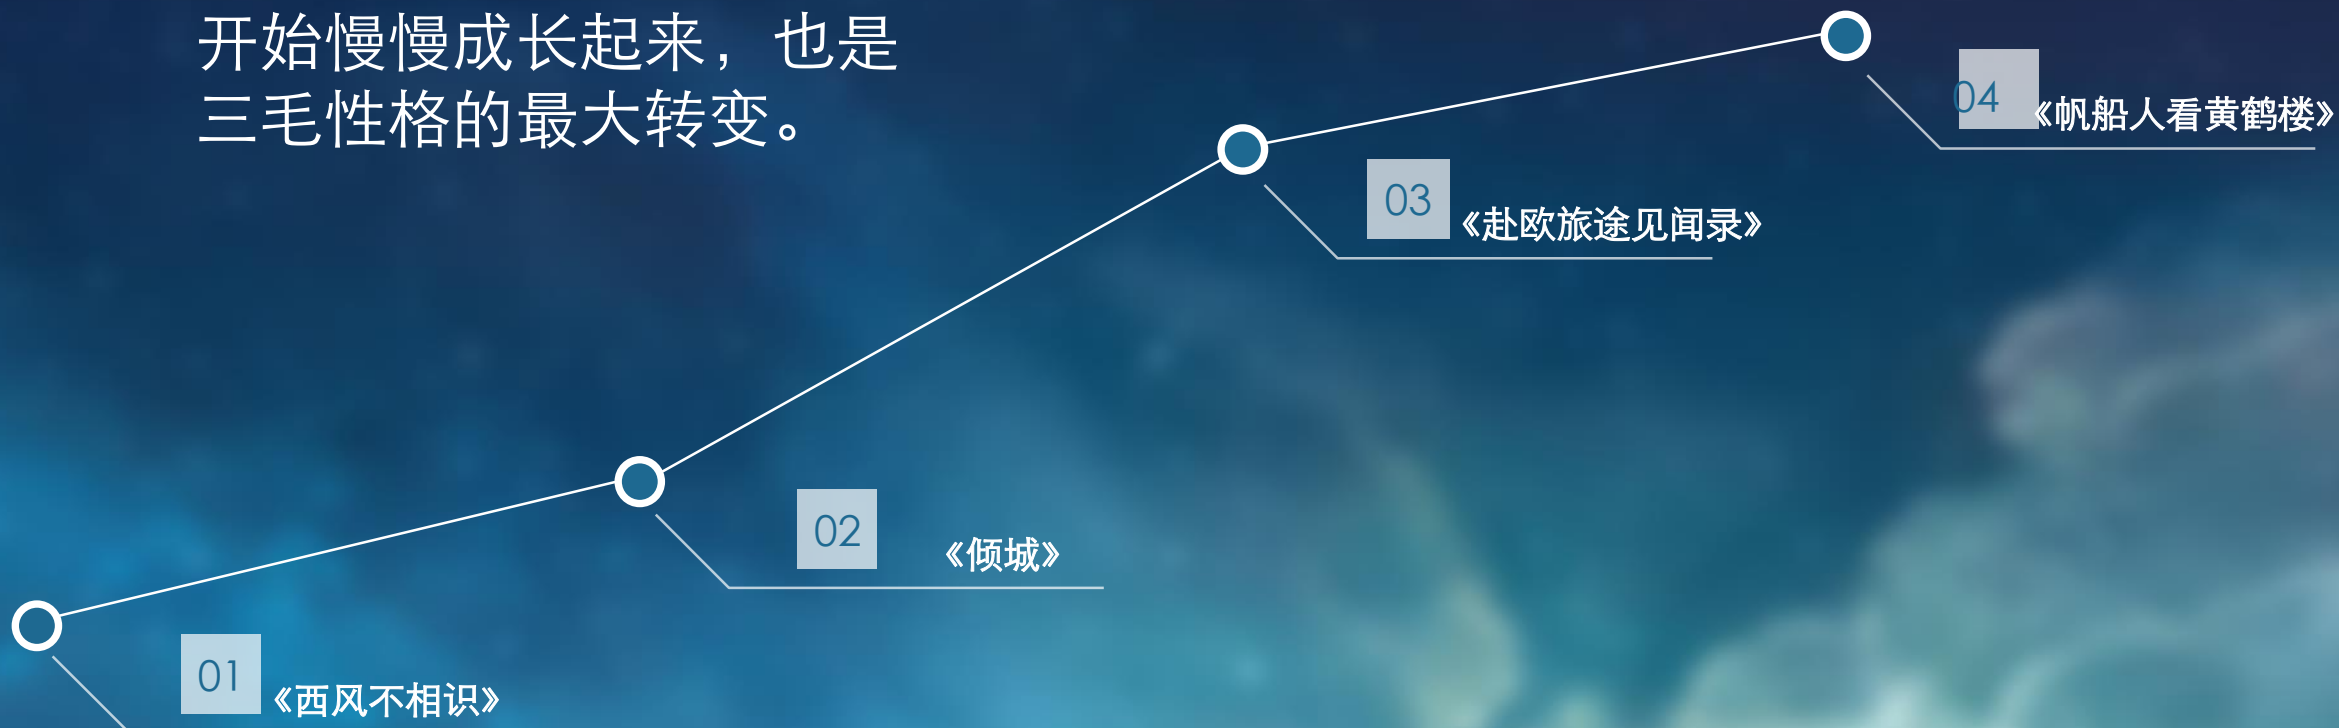 开始慢慢成长起来，也是
三毛性格的最大转变。
04
《帆船人看黄鹤楼》
03
《赴欧旅途见闻录》
02
《倾城》
01
《西风不相识》